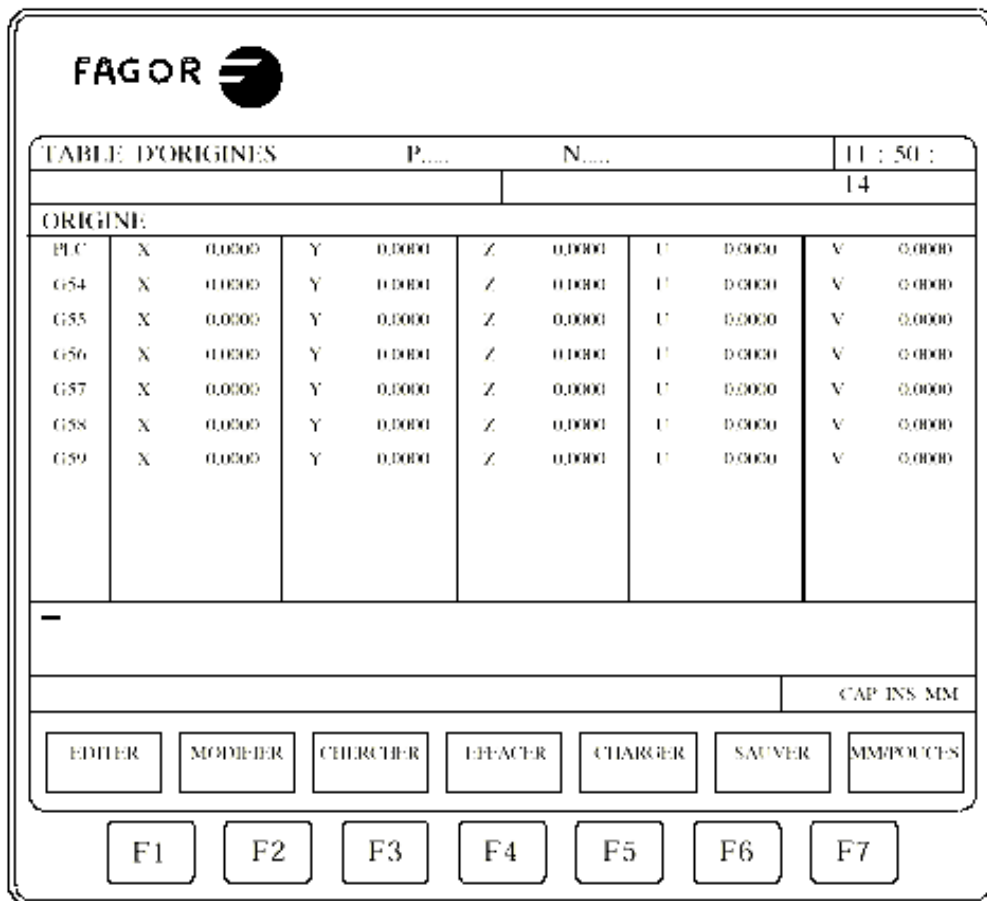 FAGOR
TABLE D'ORIGINES P..... N..... 11 : 50 :
14
ORIGINE
PLC X 0.0000 Y 0.0000 Z 0.0000 U 0.0000 V 0.0000
G54 X 0.0000 Y 0.0000 Z 0.0000 U 0.0000 V 0.0000
G55 X 0.0000 Y 0.0000 Z 0.0000 U 0.0000 V 0.0000
G56 X 0.0000 Y 0.0000 Z 0.0000 U 0.0000 V 0.0000
G57 X 0.0000 Y 0.0000 Z 0.0000 U 0.0000 V 0.0000
G58 X 0.0000 Y 0.0000 Z 0.0000 U 0.0000 V 0.0000
G59 X 0.0000 Y 0.0000 Z 0.0000 U 0.0000 V 0.0000
CAP INS MM
EDITER MODIFIER CHERCHER EFFACER CHARGER SAUVER MM/POUCES
F1 F2 F3 F4 F5 F6 F7